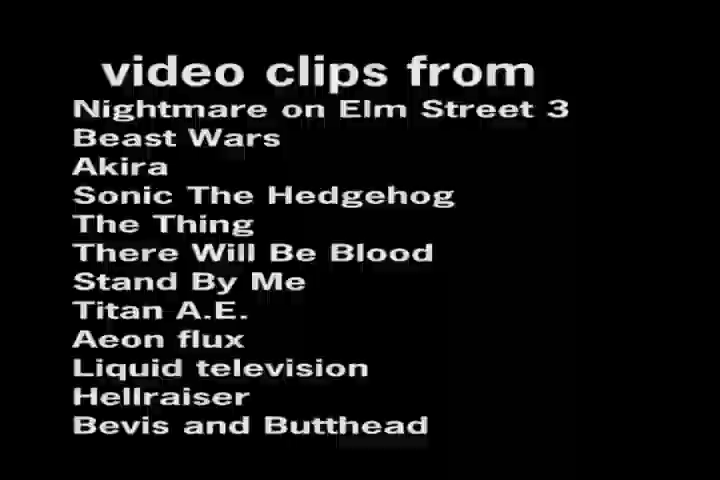 video clips from
Nightmare on Elm Street 3
Beast Wars
Akira
Sonic The Hedgehog
The Thing
There Will Be Blood
Stand By Me
Titan A.E.
Aeon flux
Liquid television
Hellraiser
Bevis and Butthead